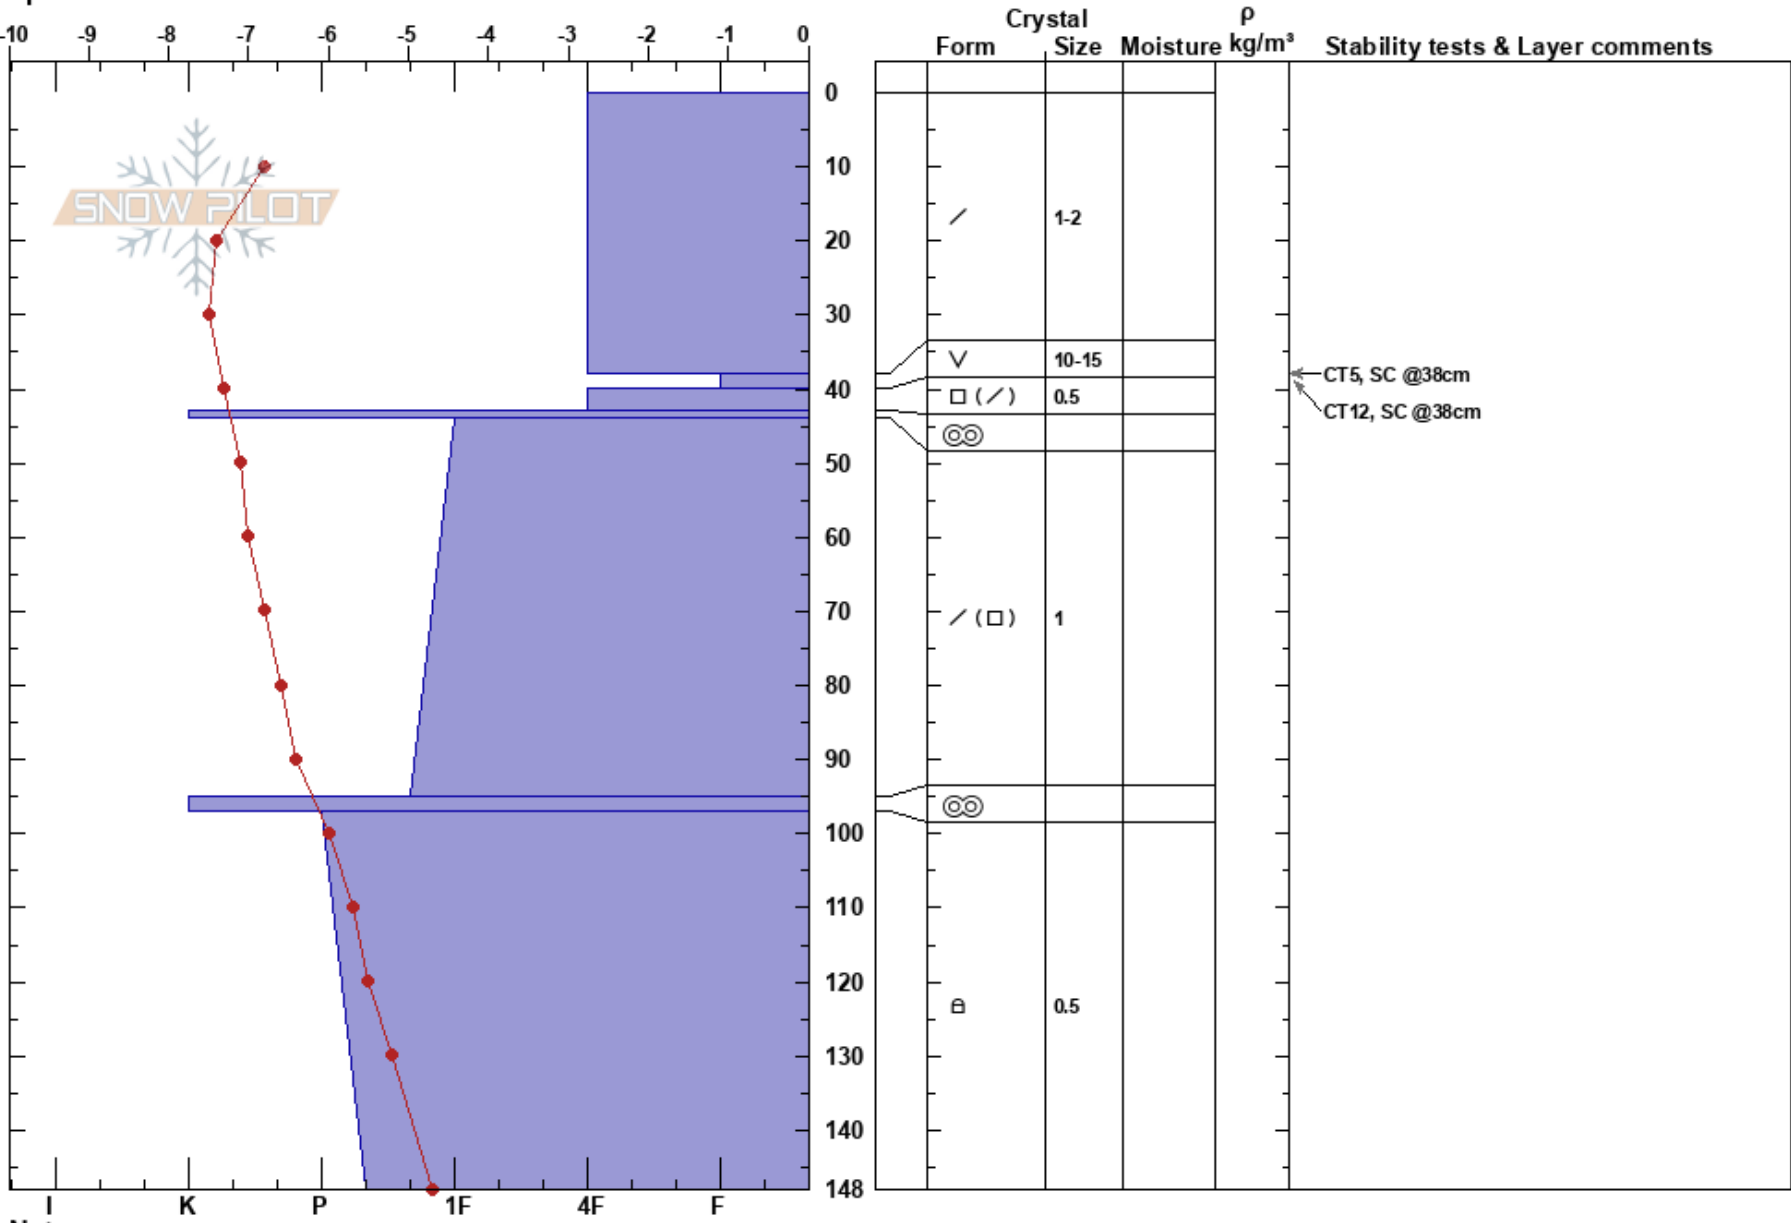 Crystal ρ
-10 -9 -8 -7 -6 -5 -4 -3 -2 -1 0
Form Size Moisture kg/m³ Stability tests & Layer comments
0
10
SNOW PILOT
1-2
20
30
10-15
CT5, SC @38cm
40
0.5
CT12, SC @38cm
50
60
( ) 1
70
80
90
100
110
120
0.5
130
140
148
I K P 1F 4F F